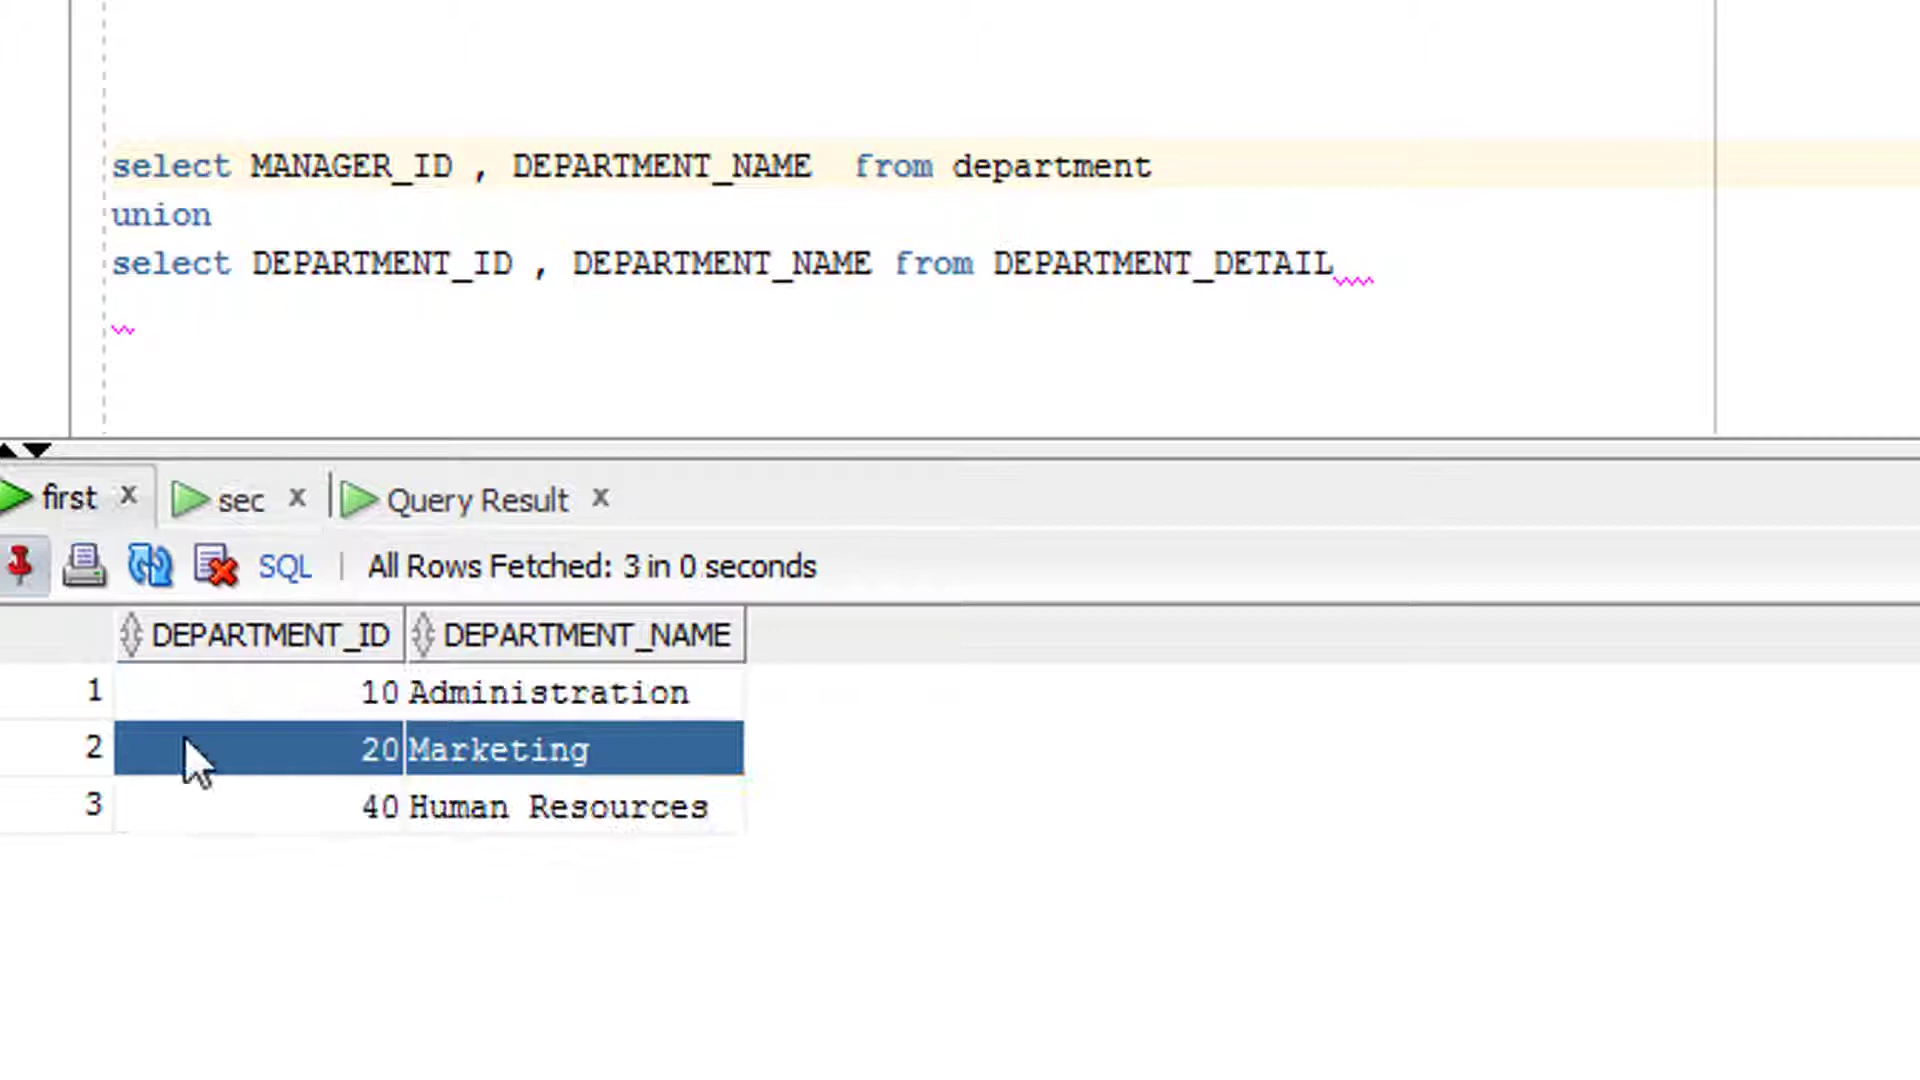 select MANAGER_ID , DEPARTMENT_NAME from department
union
select DEPARTMENT_ID , DEPARTMENT_NAME from DEPARTMENT_DETAIL
first x sec x Query Result x
SQL | All Rows Fetched: 3 in 0 seconds
DEPARTMENT_ID DEPARTMENT_NAME
1 10 Administration
2 20 Marketing
3 40 Human Resources